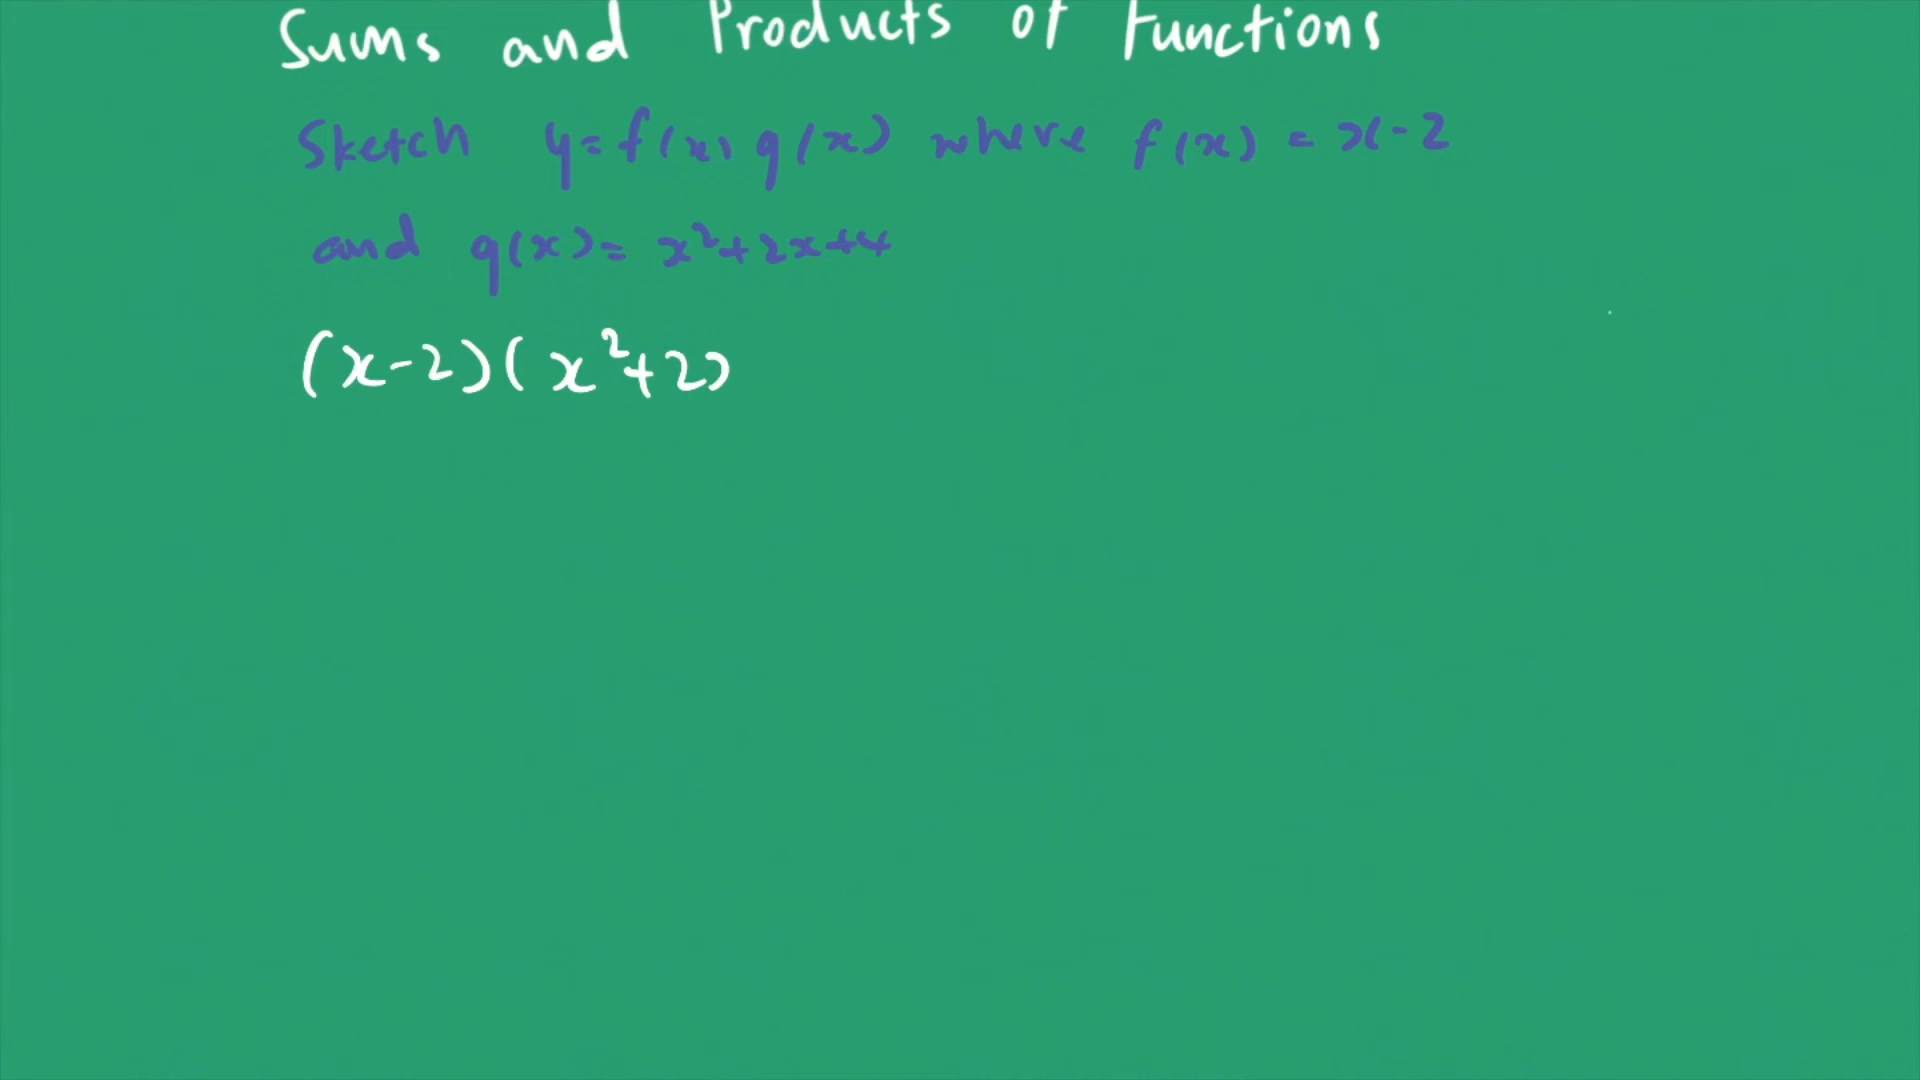 Sums and Products of Functions
Sketch y=f(x)g(x) where f(x) = x-2
and g(x)= x²+2x+4
(x-2)(x²+2)